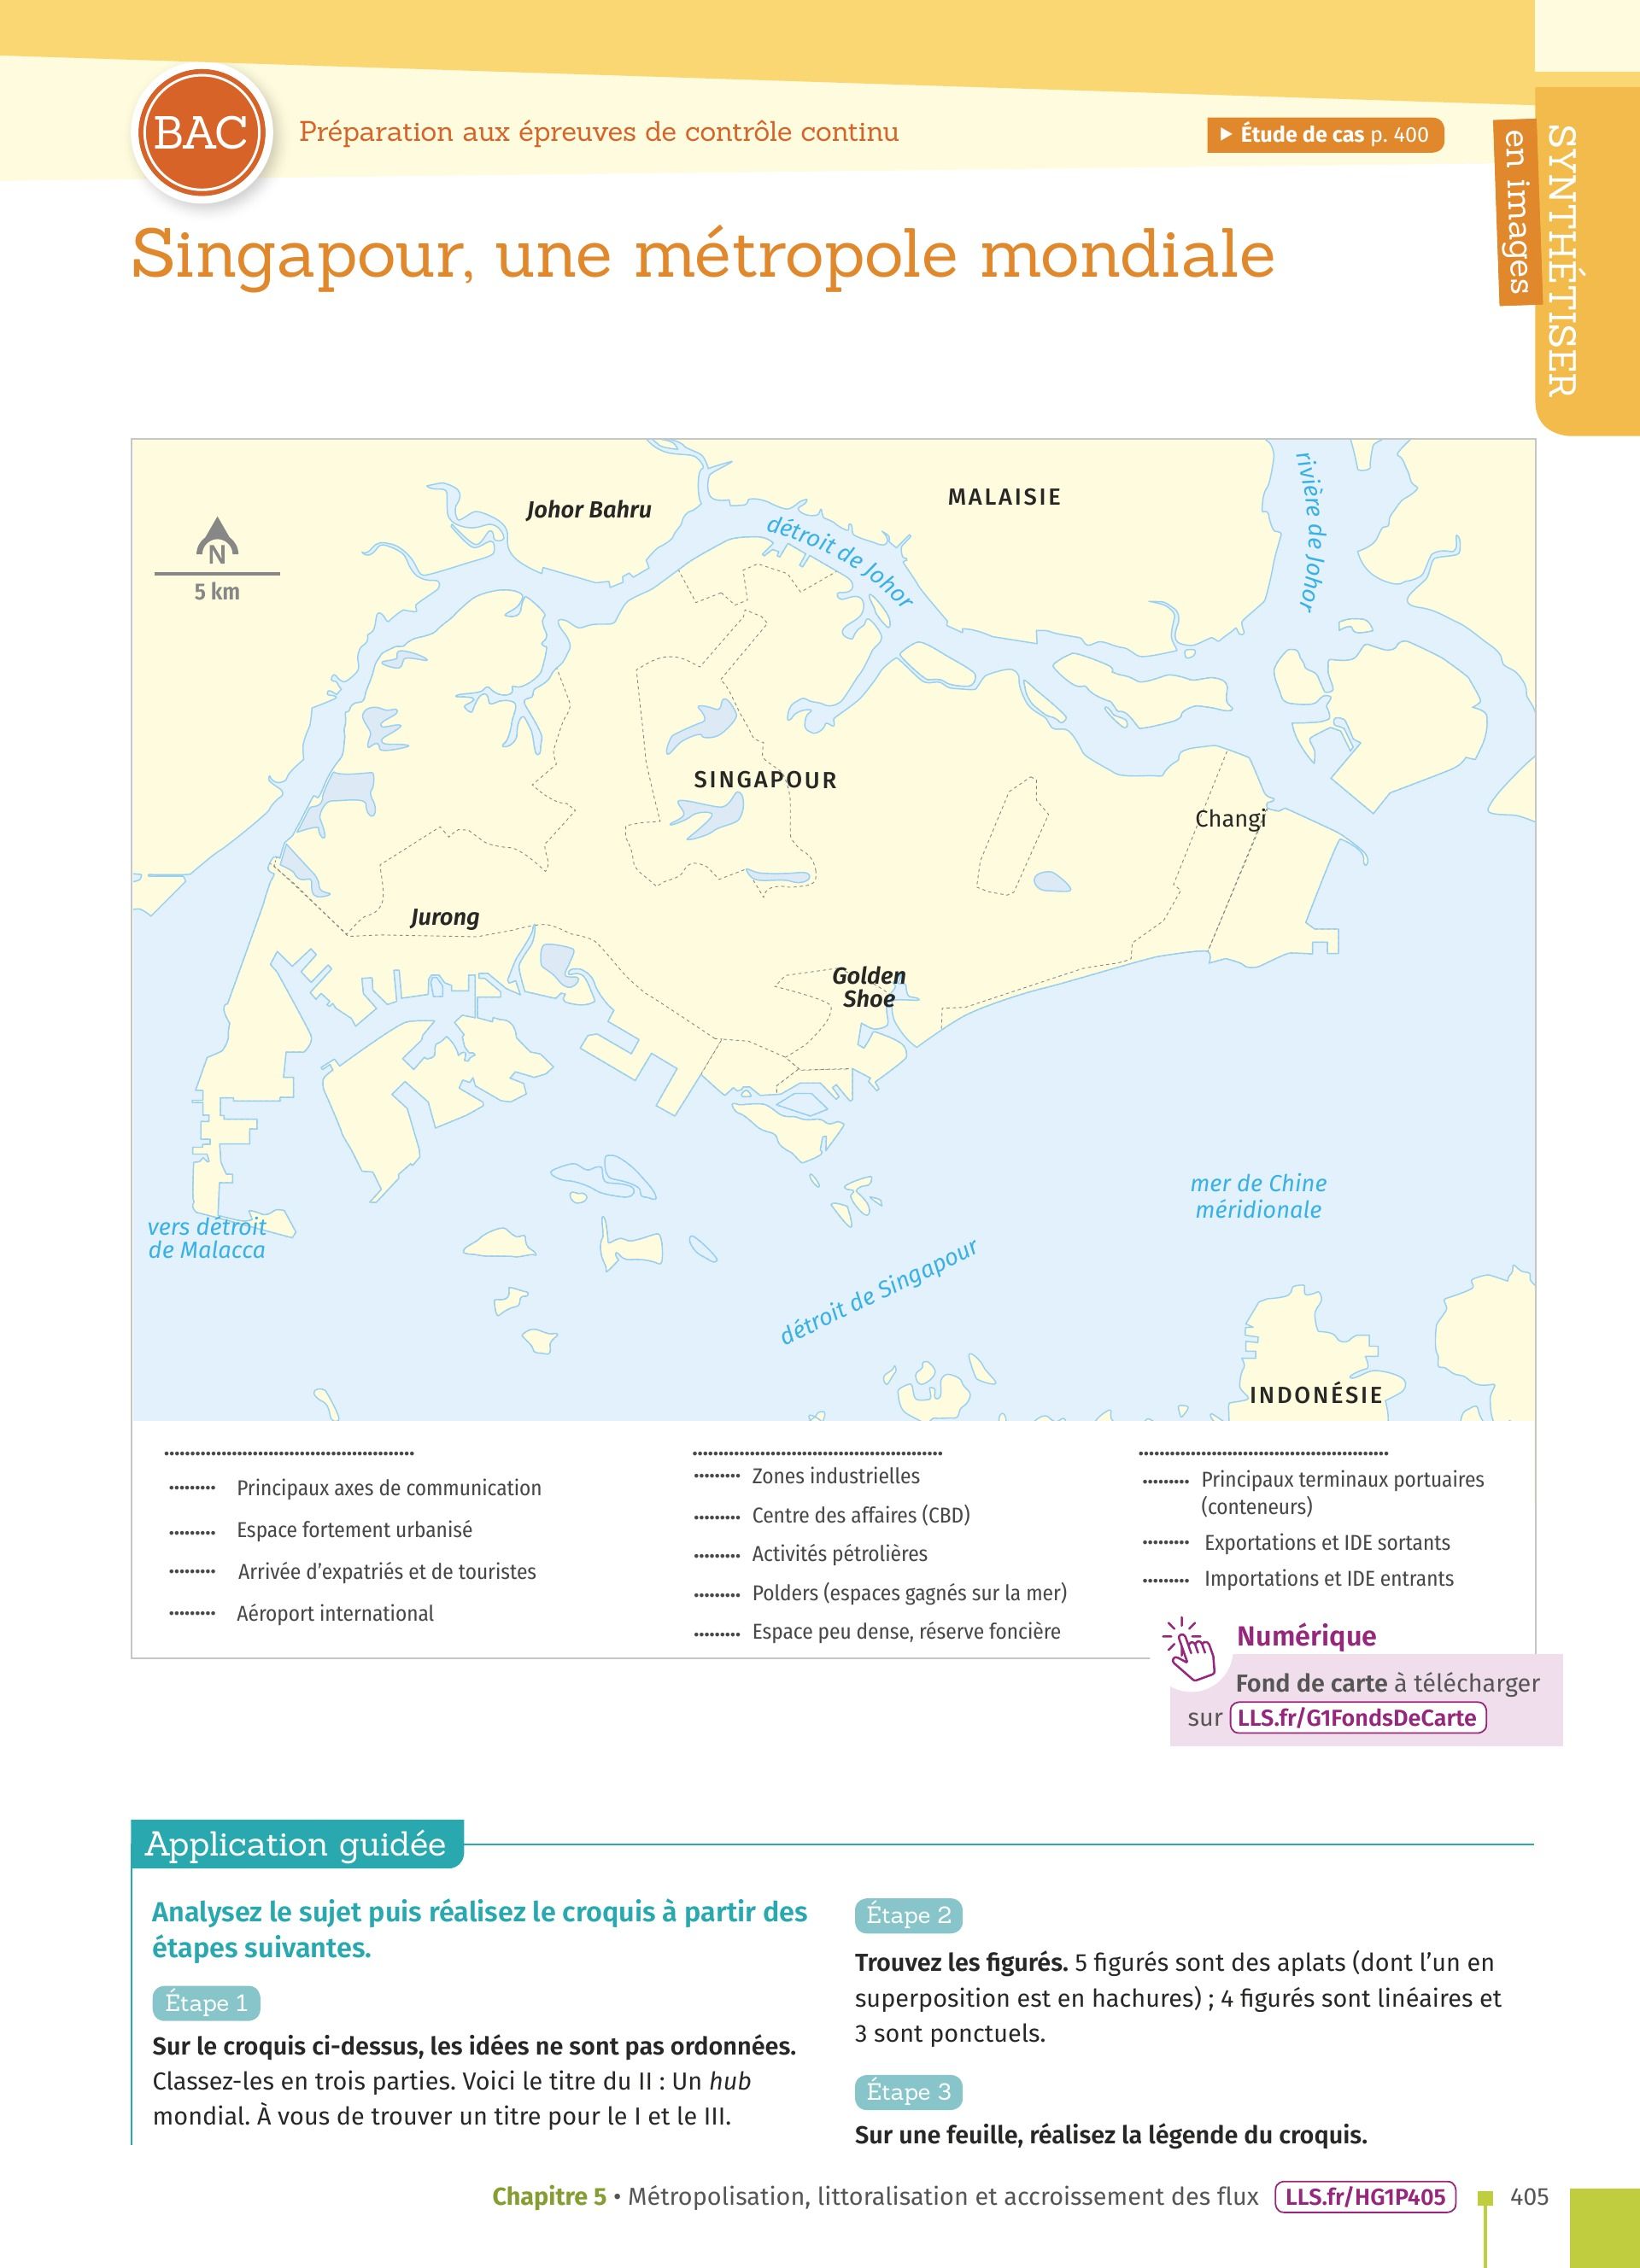 BAC
Préparation aux épreuves de contrôle continu
Étude de cas p. 400
SYNTHÉTISER
en images
Singapour, une métropole mondiale
N
5 km
Johor Bahru
MALAISIE
détroit de Johor
rivière de Johor
SINGAPOUR
Changi
Jurong
Golden
Shoe
vers détroit
de Malacca
mer de Chine
méridionale
détroit de Singapour
INDONÉSIE
Principaux axes de communication
Espace fortement urbanisé
Arrivée d'expatriés et de touristes
Aéroport international
Zones industrielles
Centre des affaires (CBD)
Activités pétrolières
Polders (espaces gagnés sur la mer)
Espace peu dense, réserve foncière
Principaux terminaux portuaires
(conteneurs)
Exportations et IDE sortants
Importations et IDE entrants
Numérique
Fond de carte à télécharger
sur LLS.fr/G1FondsDeCarte
Application guidée
Analysez le sujet puis réalisez le croquis à partir des
étapes suivantes.
Étape 1
Sur le croquis ci-dessus, les idées ne sont pas ordonnées.
Classez-les en trois parties. Voici le titre du II : Un hub
mondial. À vous de trouver un titre pour le I et le III.
Étape 2
Trouvez les figurés. 5 figurés sont des aplats (dont l'un en
superposition est en hachures) ; 4 figurés sont linéaires et
3 sont ponctuels.
Étape 3
Sur une feuille, réalisez la légende du croquis.
Chapitre 5 • Métropolisation, littoralisation et accroissement des flux LLS.fr/HG1P405 405